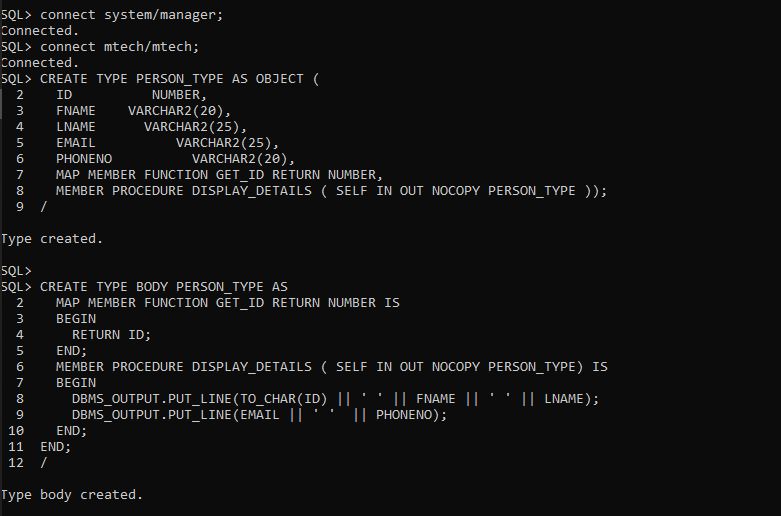 SQL> connect system/manager;
Connected.
SQL> connect mtech/mtech;
Connected.
SQL> CREATE TYPE PERSON_TYPE AS OBJECT (
  2    ID          NUMBER,
  3    FNAME    VARCHAR2(20),
  4    LNAME      VARCHAR2(25),
  5    EMAIL          VARCHAR2(25),
  6    PHONENO          VARCHAR2(20),
  7    MAP MEMBER FUNCTION GET_ID RETURN NUMBER,
  8    MEMBER PROCEDURE DISPLAY_DETAILS ( SELF IN OUT NOCOPY PERSON_TYPE ));
  9  /
Type created.
SQL>
SQL> CREATE TYPE BODY PERSON_TYPE AS
  2    MAP MEMBER FUNCTION GET_ID RETURN NUMBER IS
  3    BEGIN
  4      RETURN ID;
  5    END;
  6    MEMBER PROCEDURE DISPLAY_DETAILS ( SELF IN OUT NOCOPY PERSON_TYPE) IS
  7    BEGIN
  8      DBMS_OUTPUT.PUT_LINE(TO_CHAR(ID) || ' ' || FNAME || ' ' || LNAME);
  9      DBMS_OUTPUT.PUT_LINE(EMAIL || ' '  || PHONENO);
 10    END;
 11  END;
 12  /
Type body created.